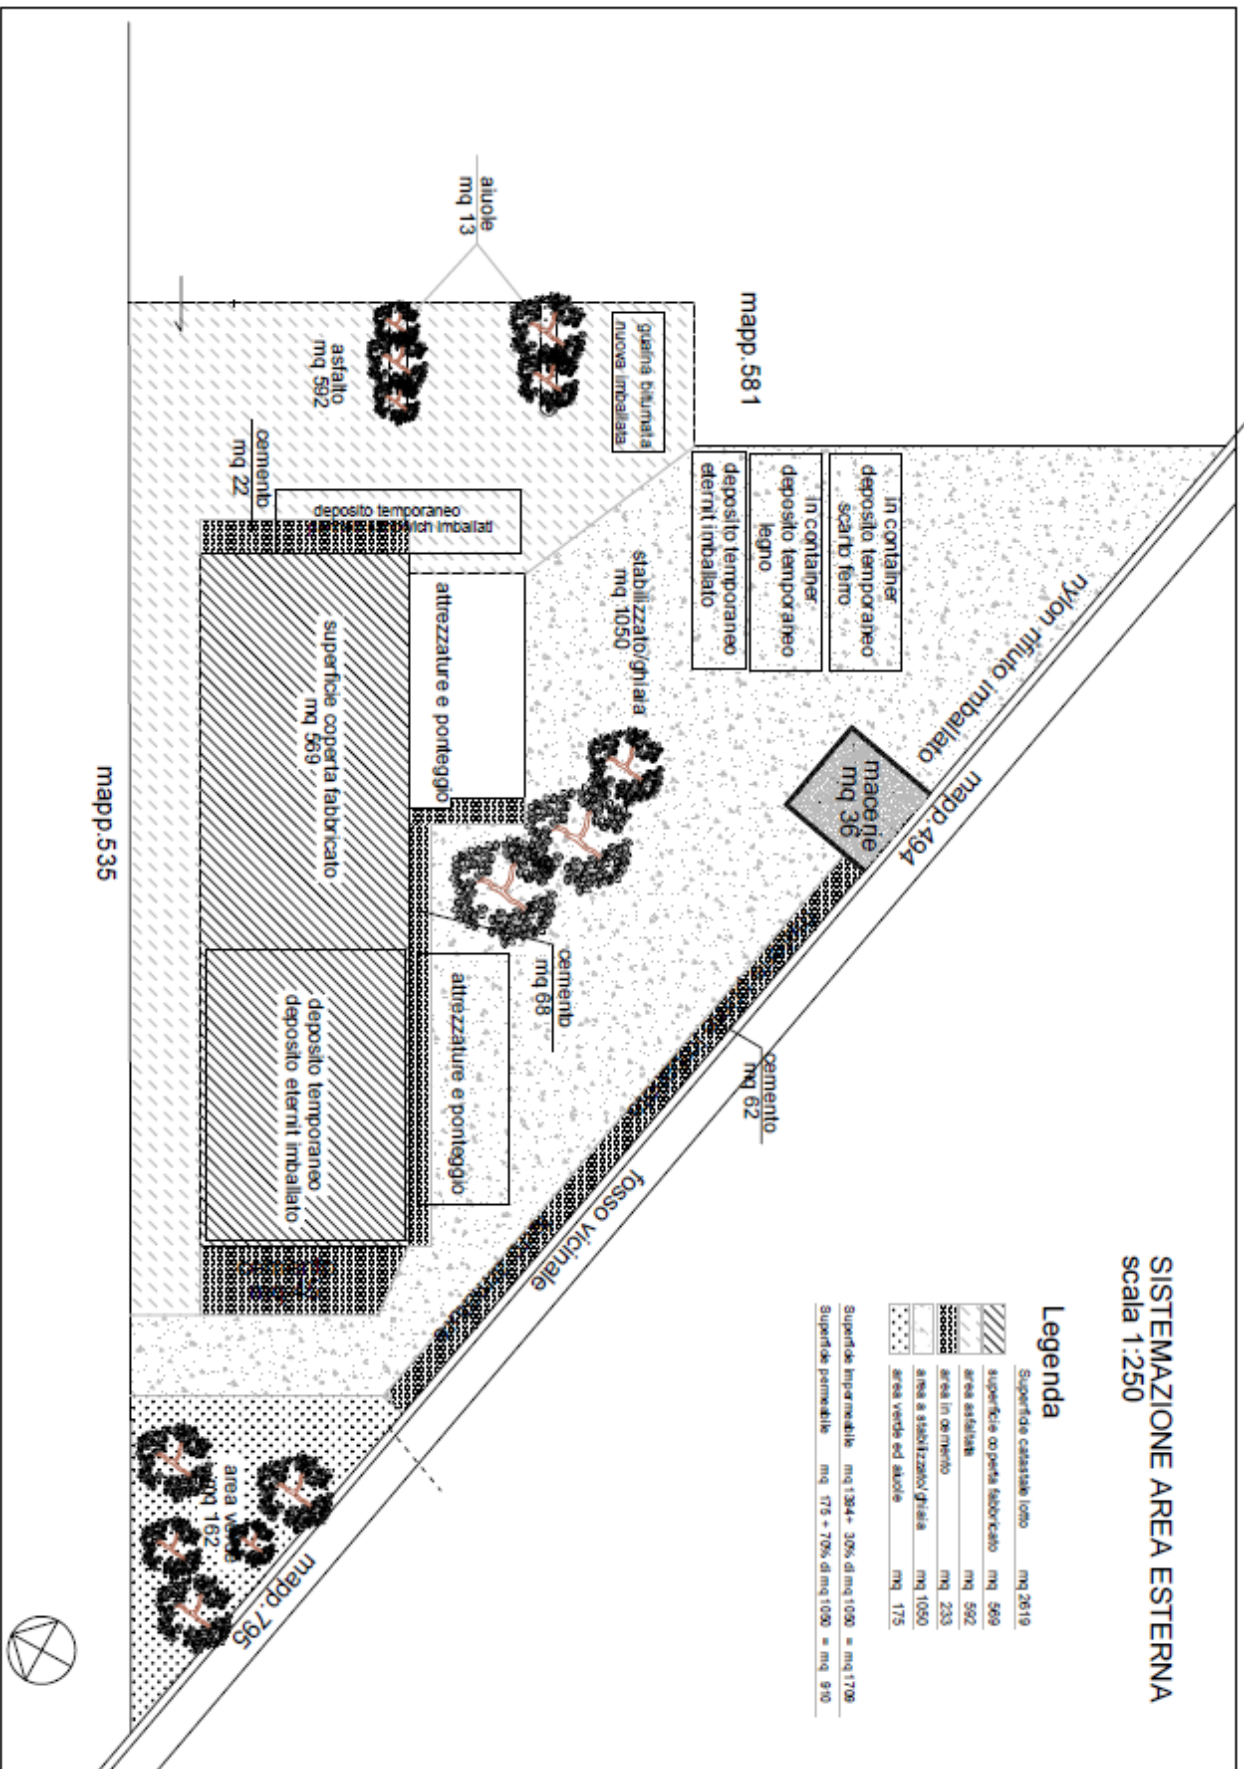 SISTEMAZIONE AREA ESTERNA
scala 1:250
Legenda
Superficie catastale lotto mq 2619
superficie coperta fabbricato mq 569
area asfaltata mq 592
area in cemento mq 233
area a stabilizzato/ghiaia mq 1050
area verde ed aiuole mq 175
Superficie impermeabile mq 1394+ 30% di mq 1050 = mq 1709
Superficie permeabile mq 175 + 70% di mq 1050 = mq 910
mapp.581
aiuole
mq 13
guaina bitumata
nuova imballata
asfalto
mq 592
cemento
mq 22
deposito temporaneo
imballati
in container
deposito temporaneo
scarto ferro
in container
deposito temporaneo
legno
deposito temporaneo
eternit imballato
stabilizzato/ghiaia
mq 1050
nylon rifiuto imballato
macerie
mq 36
mapp.494
attrezzature e ponteggio
superficie coperta fabbricato
mq 569
mapp.535
cemento
mq 68
attrezzature e ponteggio
cemento
mq 62
deposito temporaneo
deposito eternit imballato
fosso vicinale
area
mq 162
mapp.795